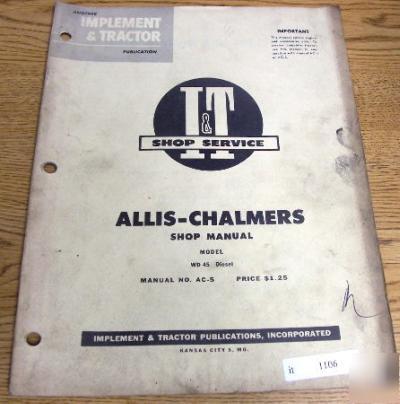 IMPLEMENT
& TRACTOR
PUBLICATION
IMPORTANT
I&T
SHOP SERVICE
ALLIS-CHALMERS
SHOP MANUAL
MODEL
WD 45 Diesel
MANUAL NO. AC-5 PRICE $1.25
IMPLEMENT & TRACTOR PUBLICATIONS, INCORPORATED
KANSAS CITY 5, MO.
it 1106